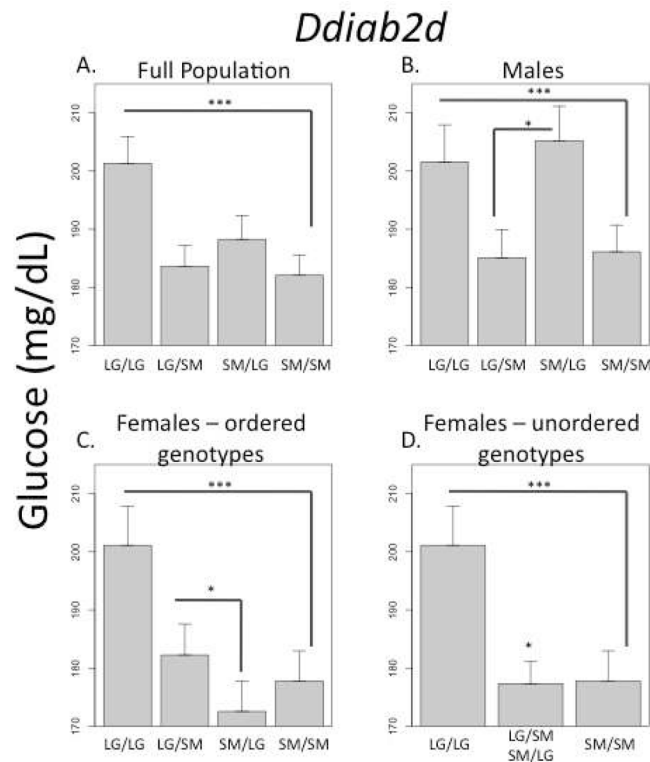 Ddiab2d
A.
Full Population
B.
Males
Glucose (mg/dL)
***
210
200
190
180
170
LG/LG
LG/SM
SM/LG
SM/SM
***
*
210
200
190
180
170
LG/LG
LG/SM
SM/LG
SM/SM
C.
Females – ordered
genotypes
D.
Females – unordered
genotypes
***
*
210
200
190
180
170
LG/LG
LG/SM
SM/LG
SM/SM
***
*
210
200
190
180
170
LG/LG
LG/SM
SM/LG
SM/SM